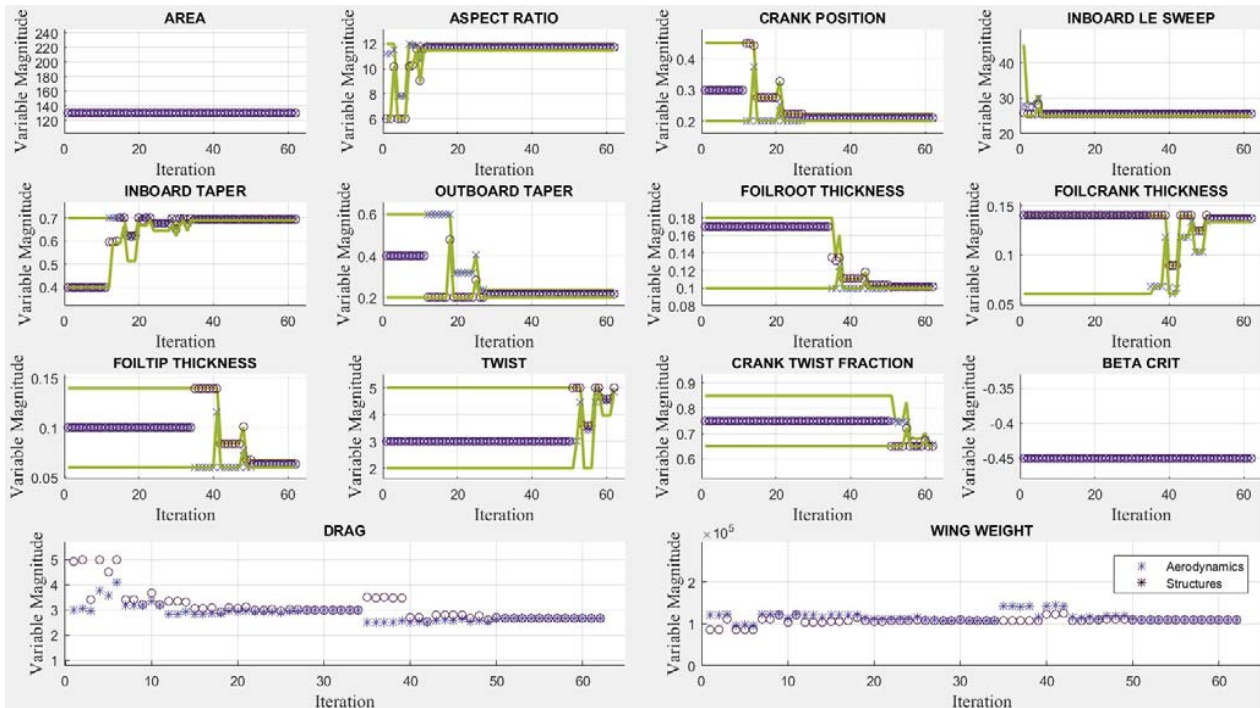 AREA
Variable Magnitude
240
220
200
180
160
140
120
0 20 40 60
Iteration
ASPECT RATIO
Variable Magnitude
12
10
8
6
0 20 40 60
Iteration
CRANK POSITION
Variable Magnitude
0.4
0.3
0.2
0 20 40 60
Iteration
INBOARD LE SWEEP
Variable Magnitude
40
30
20
0 20 40 60
Iteration
INBOARD TAPER
Variable Magnitude
0.7
0.6
0.5
0.4
0 20 40 60
Iteration
OUTBOARD TAPER
Variable Magnitude
0.6
0.4
0.2
0 20 40 60
Iteration
FOILROOT THICKNESS
Variable Magnitude
0.18
0.16
0.14
0.12
0.1
0.08
0 20 40 60
Iteration
FOILCRANK THICKNESS
Variable Magnitude
0.15
0.1
0.05
0 20 40 60
Iteration
FOILTIP THICKNESS
Variable Magnitude
0.15
0.1
0.05
0 20 40 60
Iteration
TWIST
Variable Magnitude
5
4
3
2
0 20 40 60
Iteration
CRANK TWIST FRACTION
Variable Magnitude
0.9
0.8
0.7
0.6
0 20 40 60
Iteration
BETA CRIT
Variable Magnitude
-0.35
-0.4
-0.45
0 20 40 60
Iteration
DRAG
Variable Magnitude
5
4
3
2
1
0 10 20 30 40 50 60
Iteration
WING WEIGHT
× 10^5
Variable Magnitude
2
1
0
0 10 20 30 40 50 60
Iteration
Aerodynamics
Structures